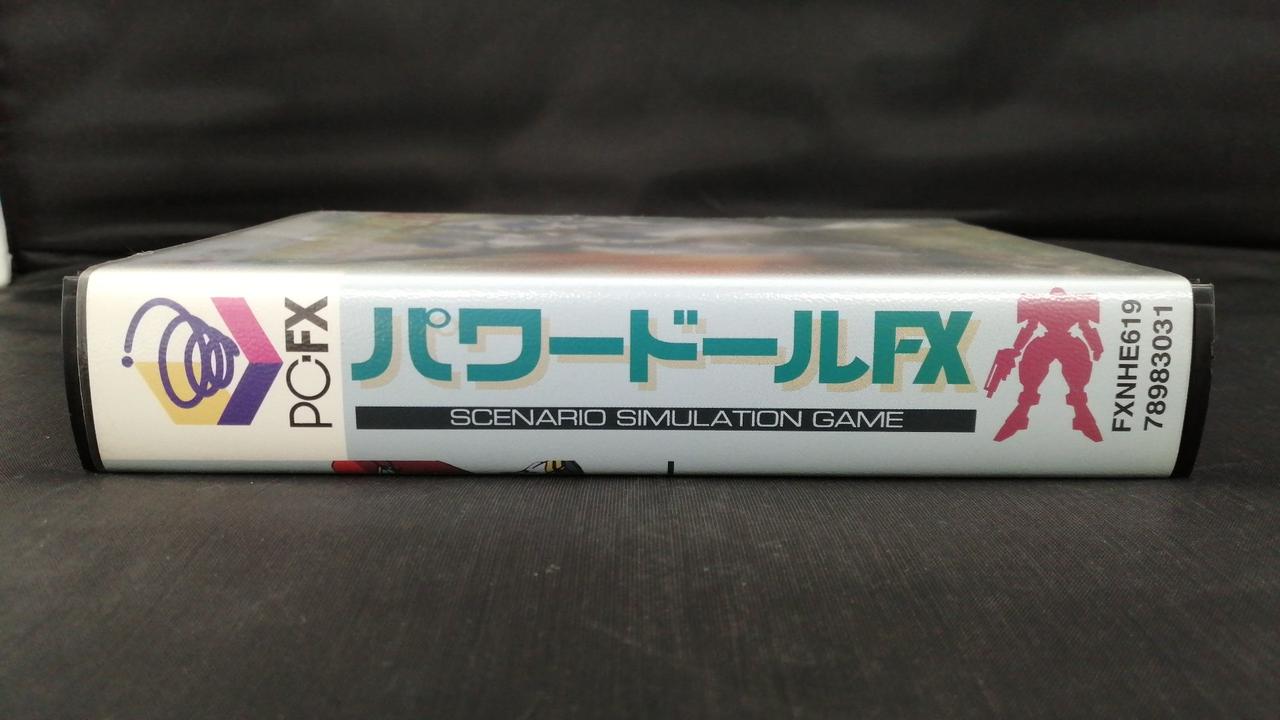 PC-FX
パワードールFX
SCENARIO SIMULATION GAME
FXNHE619
78983031